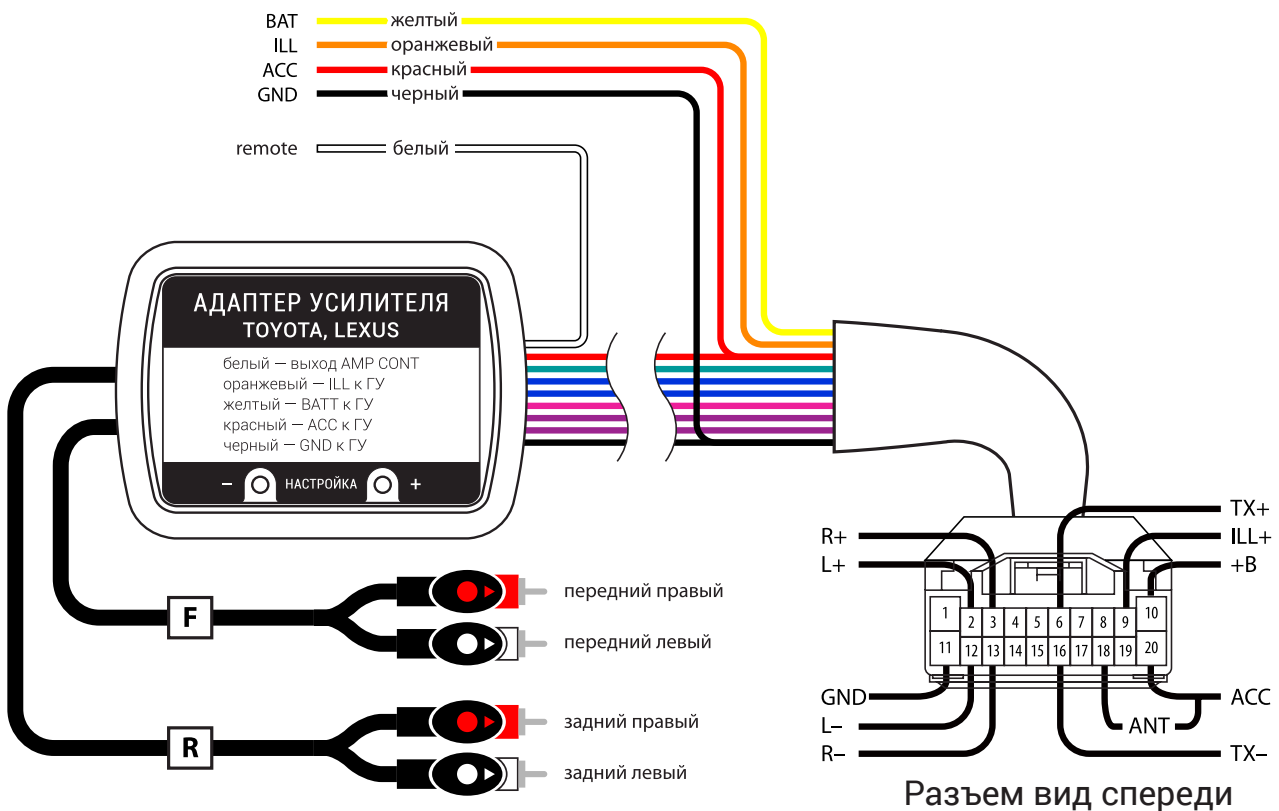 BAT желтый
ILL оранжевый
ACC красный
GND черный
remote белый
АДАПТЕР УСИЛИТЕЛЯ
TOYOTA, LEXUS
белый — выход AMP CONT
оранжевый — ILL к ГУ
желтый — BATT к ГУ
красный — ACC к ГУ
черный — GND к ГУ
− НАСТРОЙКА +
F
передний правый
передний левый
R
задний правый
задний левый
TX+
R+ ILL+
L+ +B
1 2 3 4 5 6 7 8 9 10
11 12 13 14 15 16 17 18 19 20
GND ACC
L− ANT
R− TX−
Разъем вид спереди